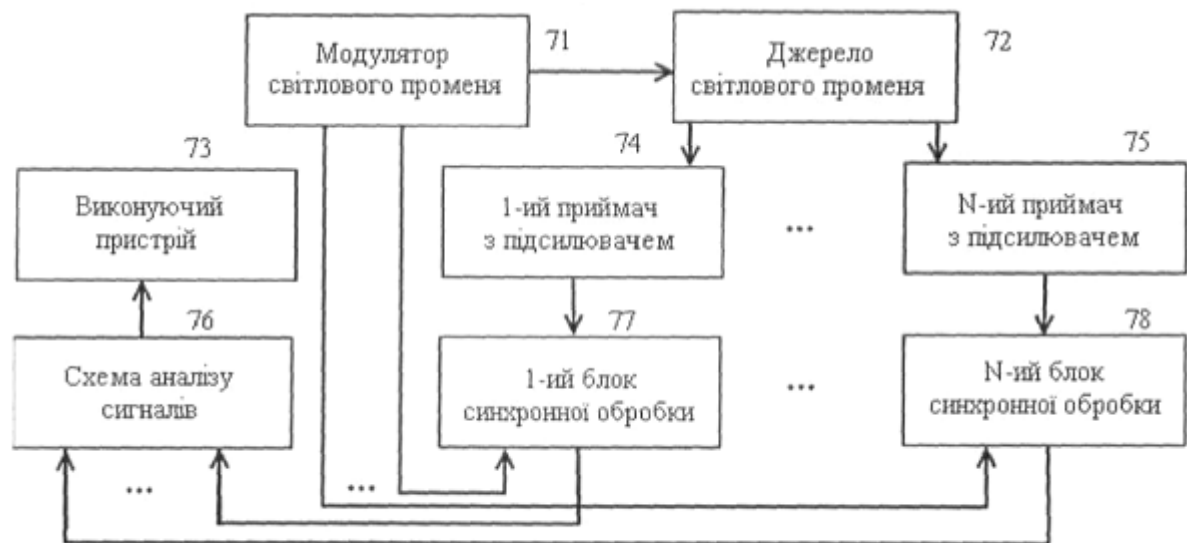 Модулятор
світлового променя
71
Джерело
світлового променя
72
73
Виконуючий
пристрій
74
1-ий приймач
з підсилювачем
...
75
N-ий приймач
з підсилювачем
76
Схема аналізу
сигналів
77
1-ий блок
синхронної обробки
...
78
N-ий блок
синхронної обробки
...
...